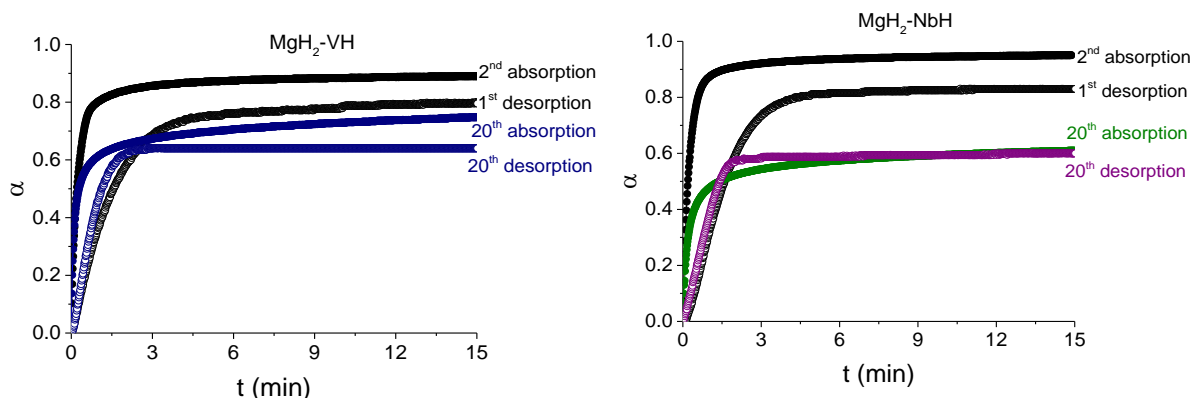 MgH₂-VH
1.0
0.8
0.6
0.4
0.2
0.0
α
0 3 6 9 12 15
t (min)
2ⁿᵈ absorption
1ˢᵗ desorption
20ᵗʰ absorption
20ᵗʰ desorption
MgH₂-NbH
1.0
0.8
0.6
0.4
0.2
0.0
α
0 3 6 9 12 15
t (min)
2ⁿᵈ absorption
1ˢᵗ desorption
20ᵗʰ absorption
20ᵗʰ desorption